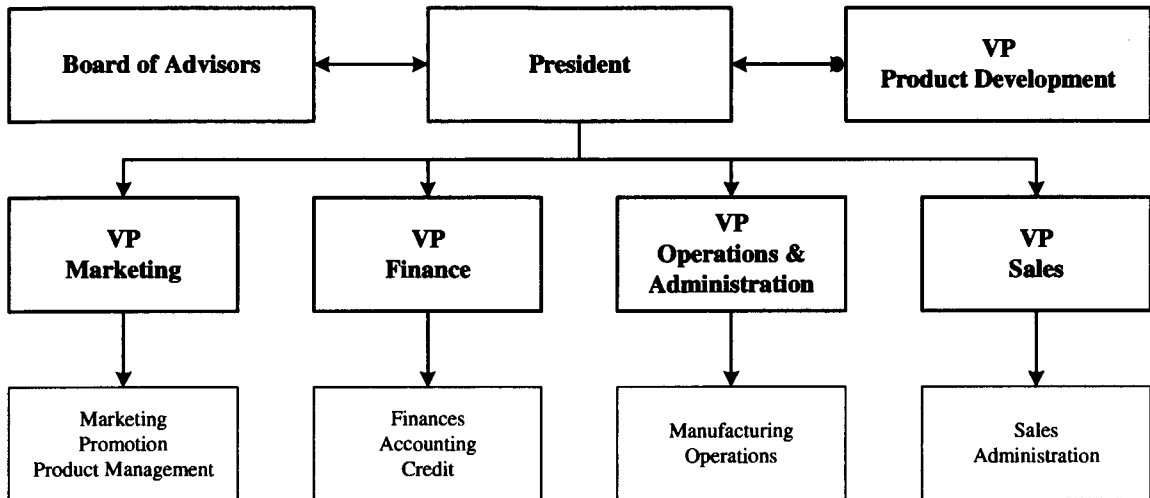 Board of Advisors
President
VP
Product Development
VP
Marketing
VP
Finance
VP
Operations &
Administration
VP
Sales
Marketing
Promotion
Product Management
Finances
Accounting
Credit
Manufacturing
Operations
Sales
Administration